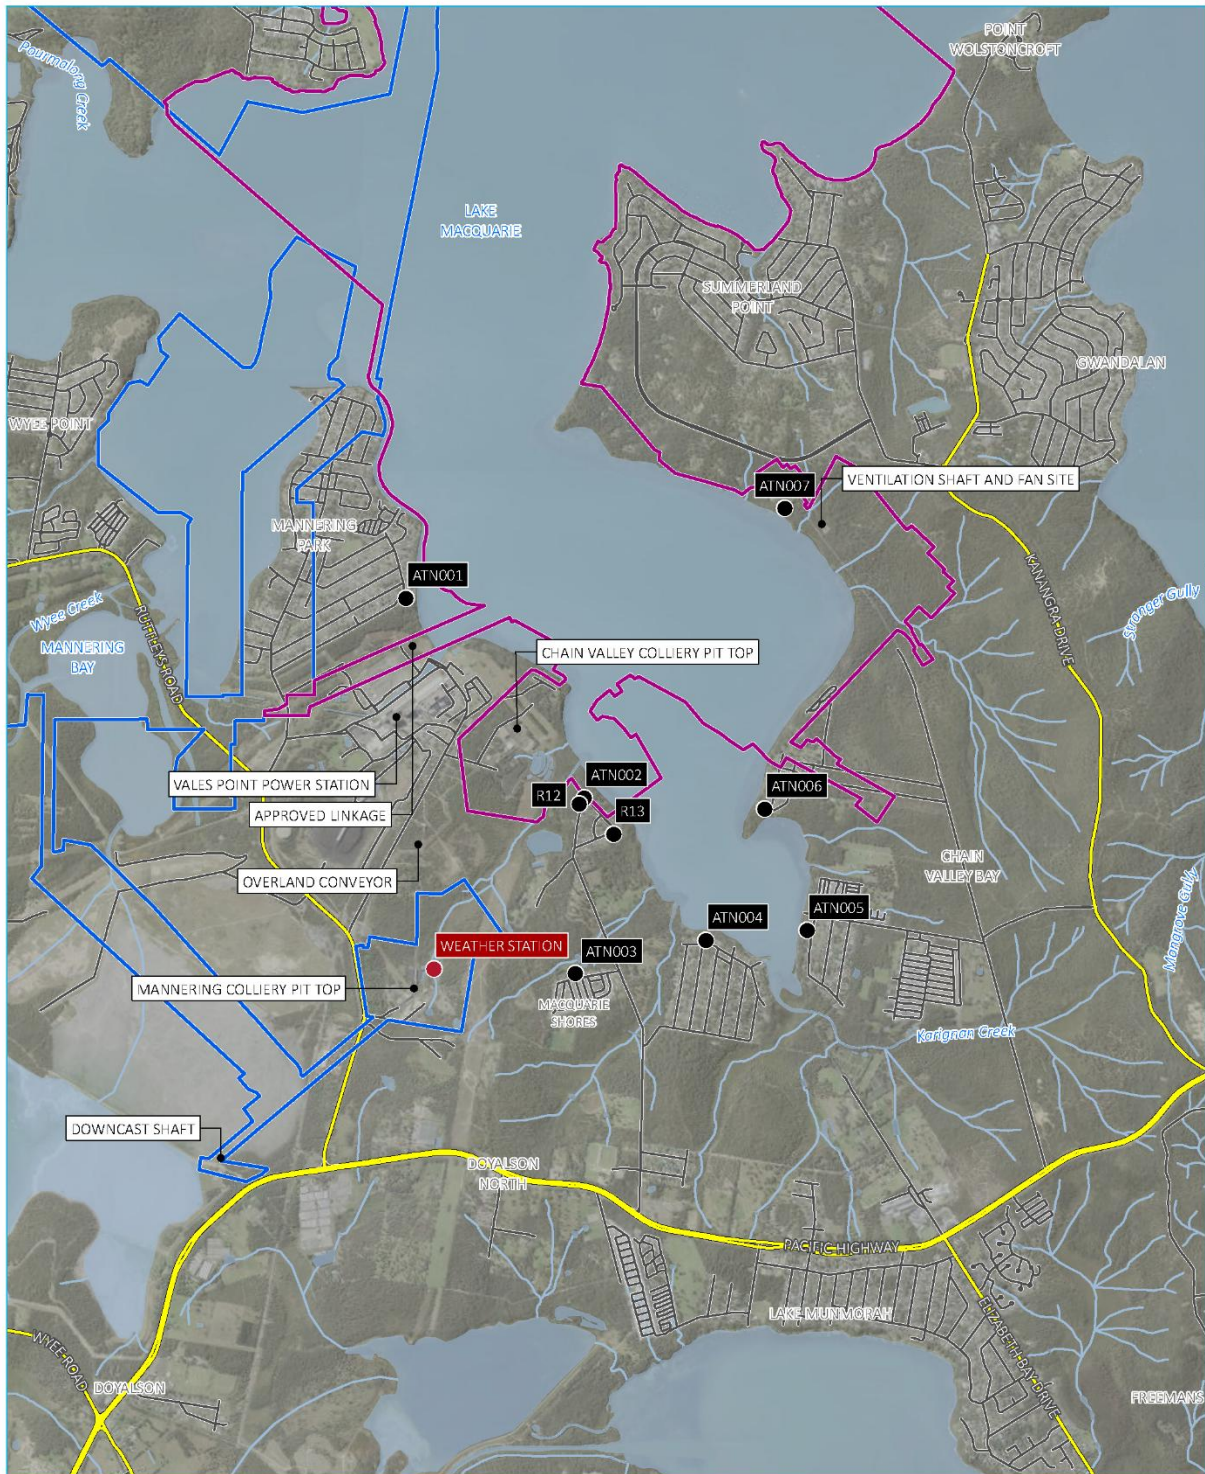 POINT
WOLSTONCROFT
Pourmalong Creek
LAKE
MACQUARIE
SUMMERLAND
POINT
GWANDALAN
WYEE POINT
VENTILATION SHAFT AND FAN SITE
ATN007
MANNERING
PARK
ATN001
KANANGRA DRIVE
Stranger Gully
Wyee Creek
RUTTLEYS ROAD
MANNERING
BAY
CHAIN VALLEY COLLIERY PIT TOP
VALES POINT POWER STATION
ATN002
R12
ATN006
APPROVED LINKAGE
R13
CHAIN
VALLEY BAY
OVERLAND CONVEYOR
Mangrove Gully
ATN004
ATN005
WEATHER STATION
ATN003
MANNERING COLLIERY PIT TOP
MACQUARIE
SHORES
Karignan Creek
DOWNCAST SHAFT
DOYALSON
NORTH
PACIFIC HIGHWAY
LAKE MUNMORAH
ELIZABETH BAY DRIVE
WYEE ROAD
DOYALSON
FREEMANS